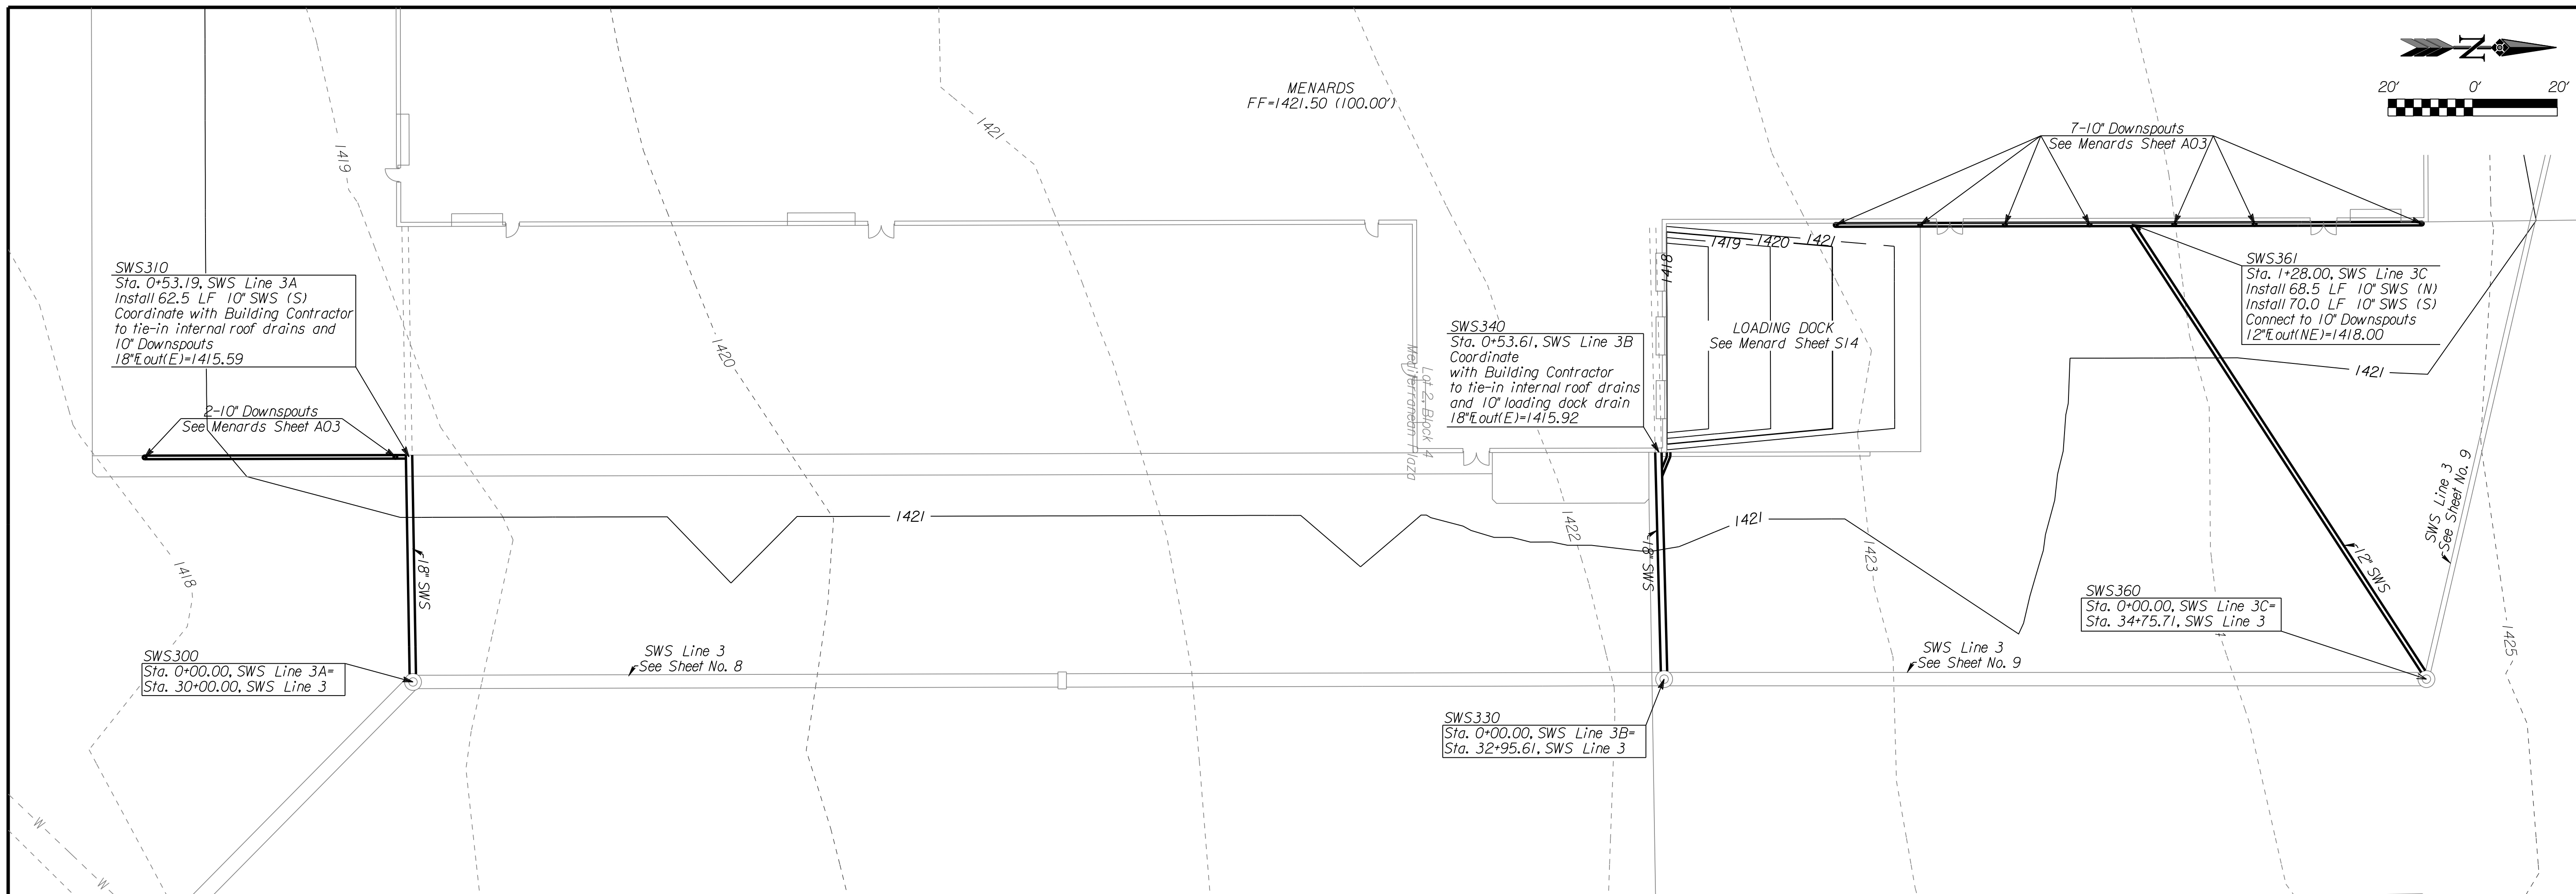 MENARDS
FF=1421.50 (100.00')
N
20' 0' 20'
7-10" Downspouts
See Menards Sheet A03
1419
1421
1420
1418
SWS310
Sta. 0+53.19, SWS Line 3A
Install 62.5 LF 10" SWS (S)
Coordinate with Building Contractor
to tie-in internal roof drains and
10" Downspouts
18"℄out(E)=1415.59
2-10" Downspouts
See Menards Sheet A03
SWS340
Sta. 0+53.61, SWS Line 3B
Coordinate
with Building Contractor
to tie-in internal roof drains
and 10" loading dock drain
18"℄out(E)=1415.92
Lot 2, Block 4
Mediterranean Plaza
1418
1419 1420 1421
LOADING DOCK
See Menard Sheet S14
SWS361
Sta. 1+28.00, SWS Line 3C
Install 68.5 LF 10" SWS (N)
Install 70.0 LF 10" SWS (S)
Connect to 10" Downspouts
12"℄out(NE)=1418.00
1421
1421
1422
1421
1423
1425
18" SWS
18" SWS
12" SWS
SWS Line 3
See Sheet No. 9
SWS360
Sta. 0+00.00, SWS Line 3C=
Sta. 34+75.71, SWS Line 3
SWS300
Sta. 0+00.00, SWS Line 3A=
Sta. 30+00.00, SWS Line 3
SWS Line 3
See Sheet No. 8
SWS Line 3
See Sheet No. 9
SWS330
Sta. 0+00.00, SWS Line 3B=
Sta. 32+95.61, SWS Line 3
W
W